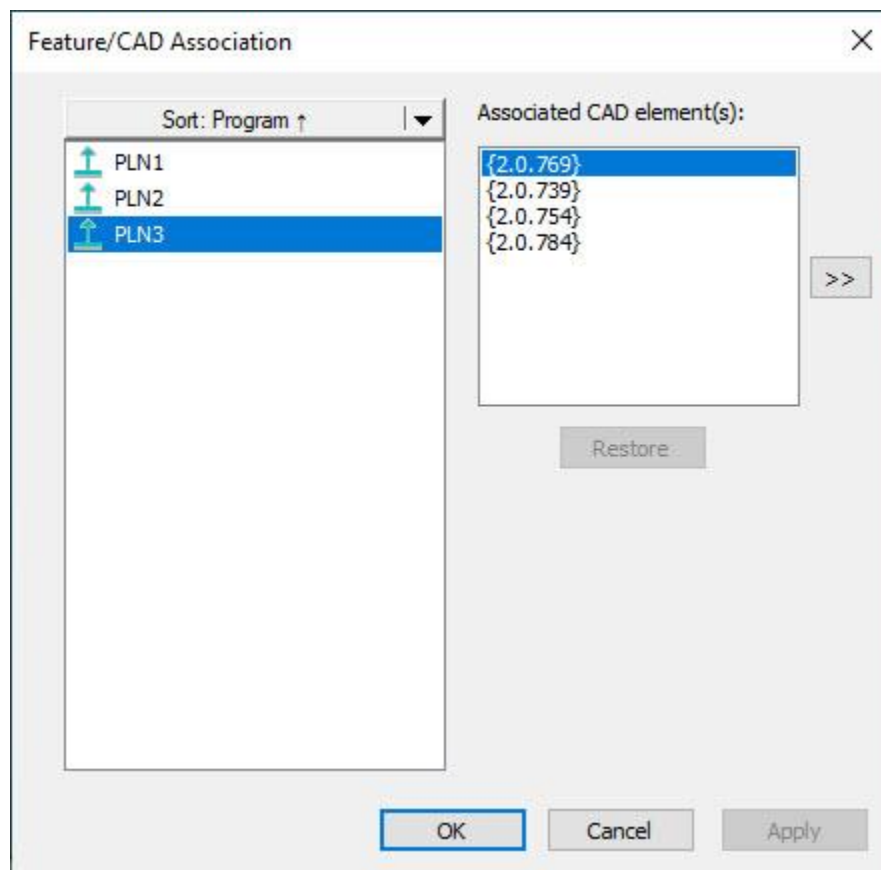 Feature/CAD Association
Sort: Program ↑
PLN1
PLN2
PLN3
Associated CAD element(s):
{2.0.769}
{2.0.739}
{2.0.754}
{2.0.784}
>>
Restore
OK
Cancel
Apply